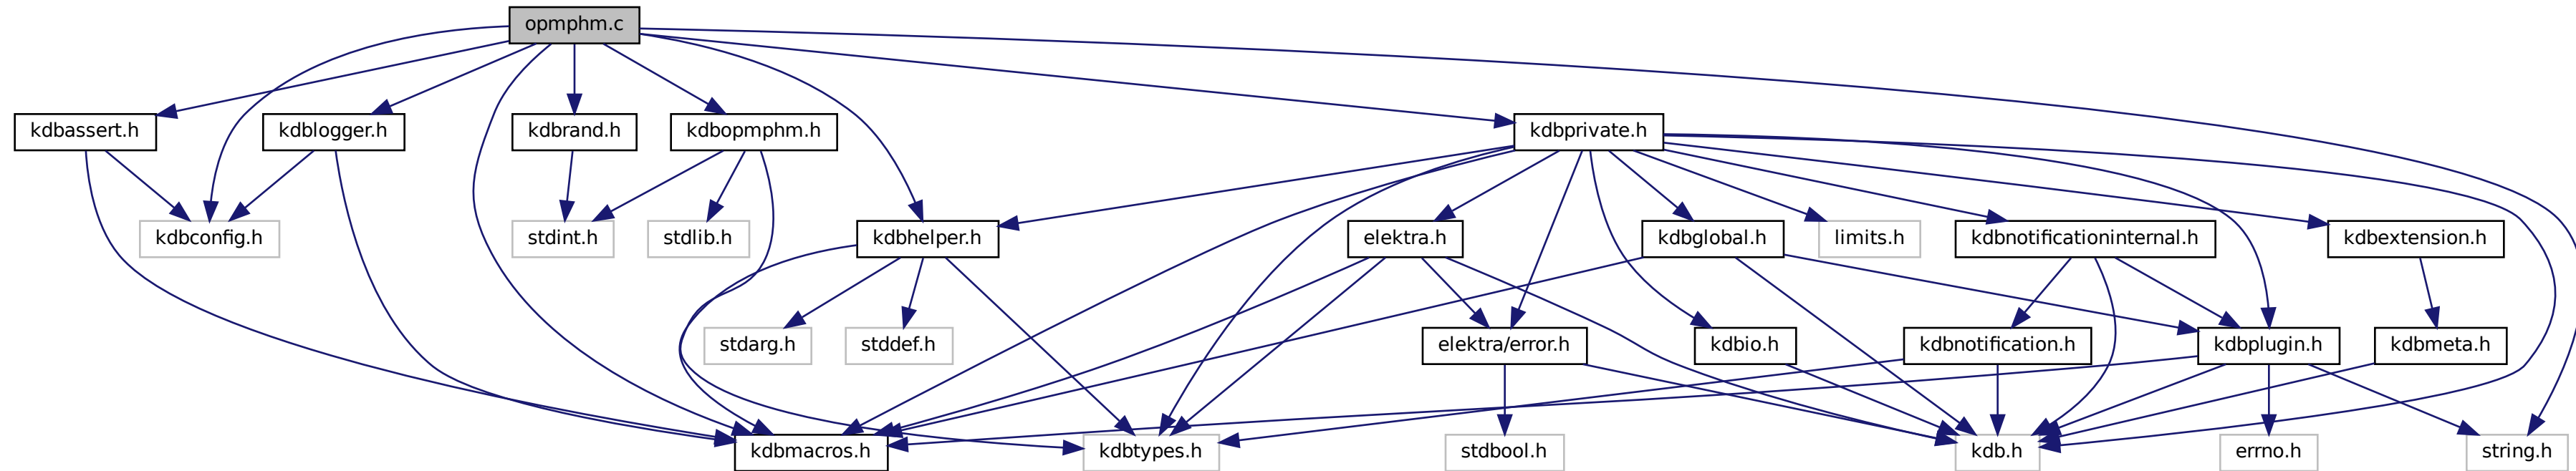 opmphm.c
kdbassert.h
kdblogger.h
kdbrand.h
kdbopmphm.h
kdbprivate.h
kdbconfig.h
stdint.h
stdlib.h
kdbhelper.h
elektra.h
kdbglobal.h
limits.h
kdbnotificationinternal.h
kdbextension.h
stdarg.h
stddef.h
elektra/error.h
kdbio.h
kdbnotification.h
kdbplugin.h
kdbmeta.h
kdbmacros.h
kdbtypes.h
stdbool.h
kdb.h
errno.h
string.h